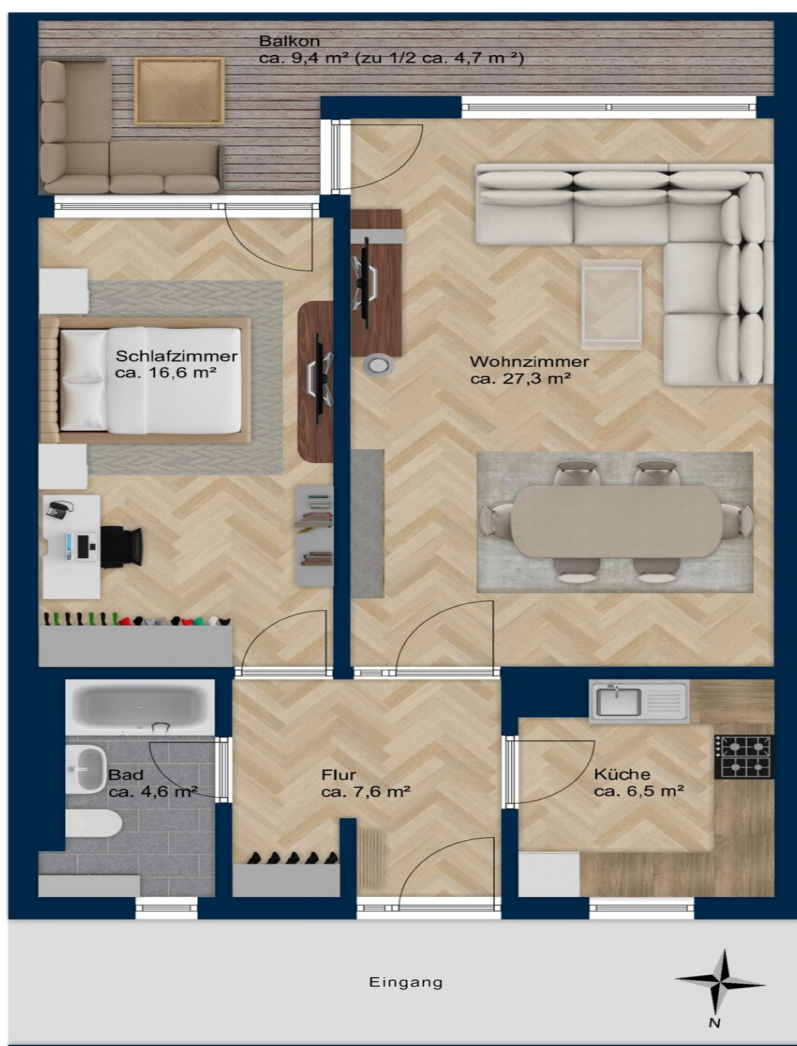 Balkon
ca. 9,4 m² (zu 1/2 ca. 4,7 m ²)
Schlafzimmer
ca. 16,6 m²
Wohnzimmer
ca. 27,3 m²
Bad
ca. 4,6 m²
Flur
ca. 7,6 m²
Küche
ca. 6,5 m²
Eingang
N